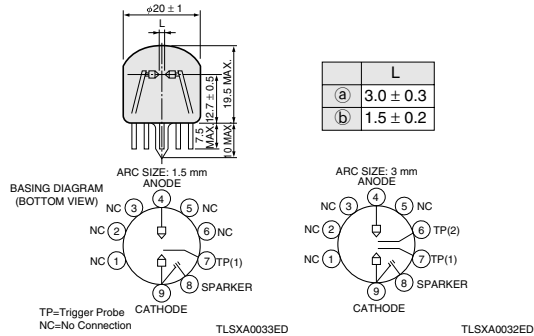 φ20 ± 1
L
12.7 ± 0.5
19.5 MAX.
7.5 MAX.
10 MAX.
L
ⓐ 3.0 ± 0.3
ⓑ 1.5 ± 0.2
BASING DIAGRAM
(BOTTOM VIEW)
ARC SIZE: 1.5 mm
ANODE
4
NC 3
5 NC
NC 2
6 NC
NC 1
7 TP(1)
8 SPARKER
9
CATHODE
TP=Trigger Probe
NC=No Connection
TLSXA0033ED
ARC SIZE: 3 mm
ANODE
4
NC 3
5 NC
NC 2
6 TP(2)
NC 1
7 TP(1)
8 SPARKER
9
CATHODE
TLSXA0032ED